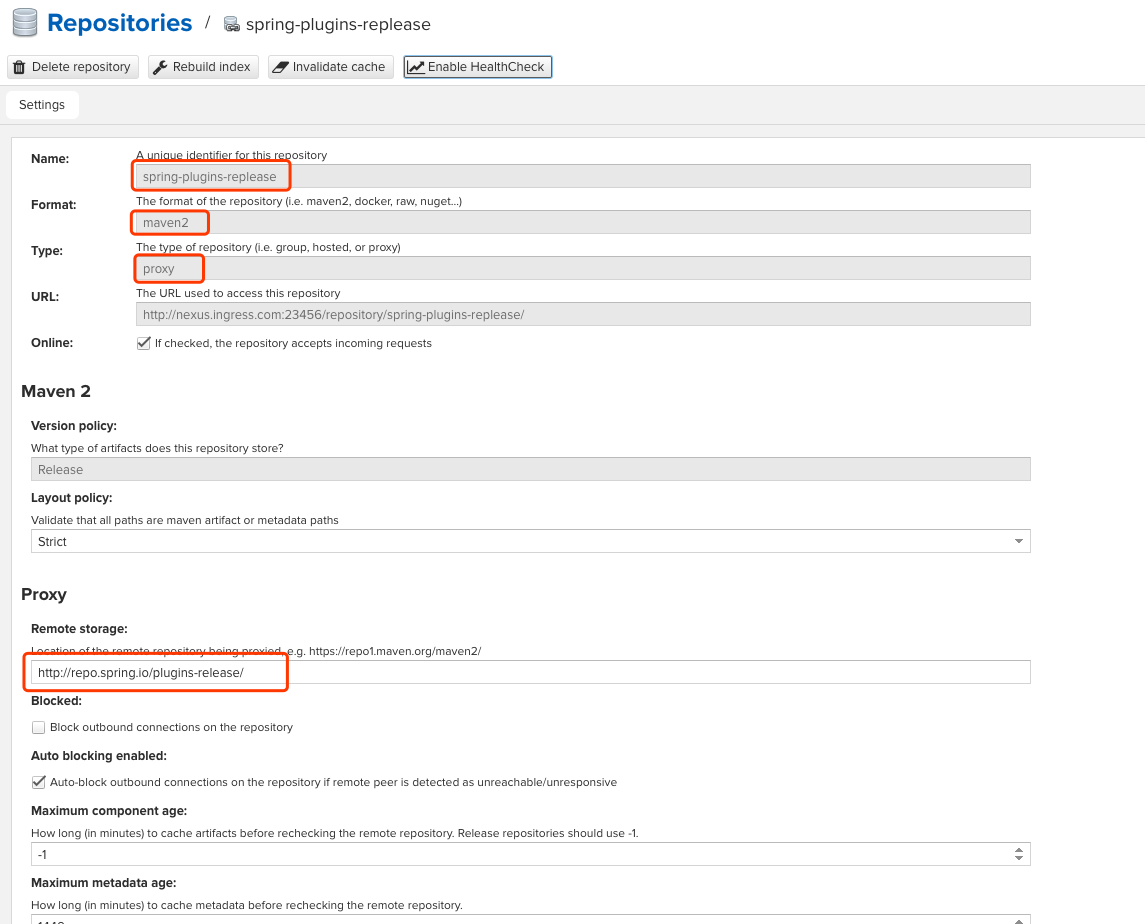 Repositories / spring-plugins-replease
Delete repository Rebuild index Invalidate cache Enable HealthCheck
Settings
Name: A unique identifier for this repository
spring-plugins-replease
Format: The format of the repository (i.e. maven2, docker, raw, nuget...)
maven2
Type: The type of repository (i.e. group, hosted, or proxy)
proxy
URL: The URL used to access this repository
http://nexus.ingress.com:23456/repository/spring-plugins-replease/
Online: If checked, the repository accepts incoming requests
Maven 2
Version policy:
What type of artifacts does this repository store?
Release
Layout policy:
Validate that all paths are maven artifact or metadata paths
Strict
Proxy
Remote storage:
Location of the remote repository being proxied, e.g. https://repo1.maven.org/maven2/
http://repo.spring.io/plugins-release/
Blocked:
Block outbound connections on the repository
Auto blocking enabled:
Auto-block outbound connections on the repository if remote peer is detected as unreachable/unresponsive
Maximum component age:
How long (in minutes) to cache artifacts before rechecking the remote repository. Release repositories should use -1.
-1
Maximum metadata age:
How long (in minutes) to cache metadata before rechecking the remote repository.